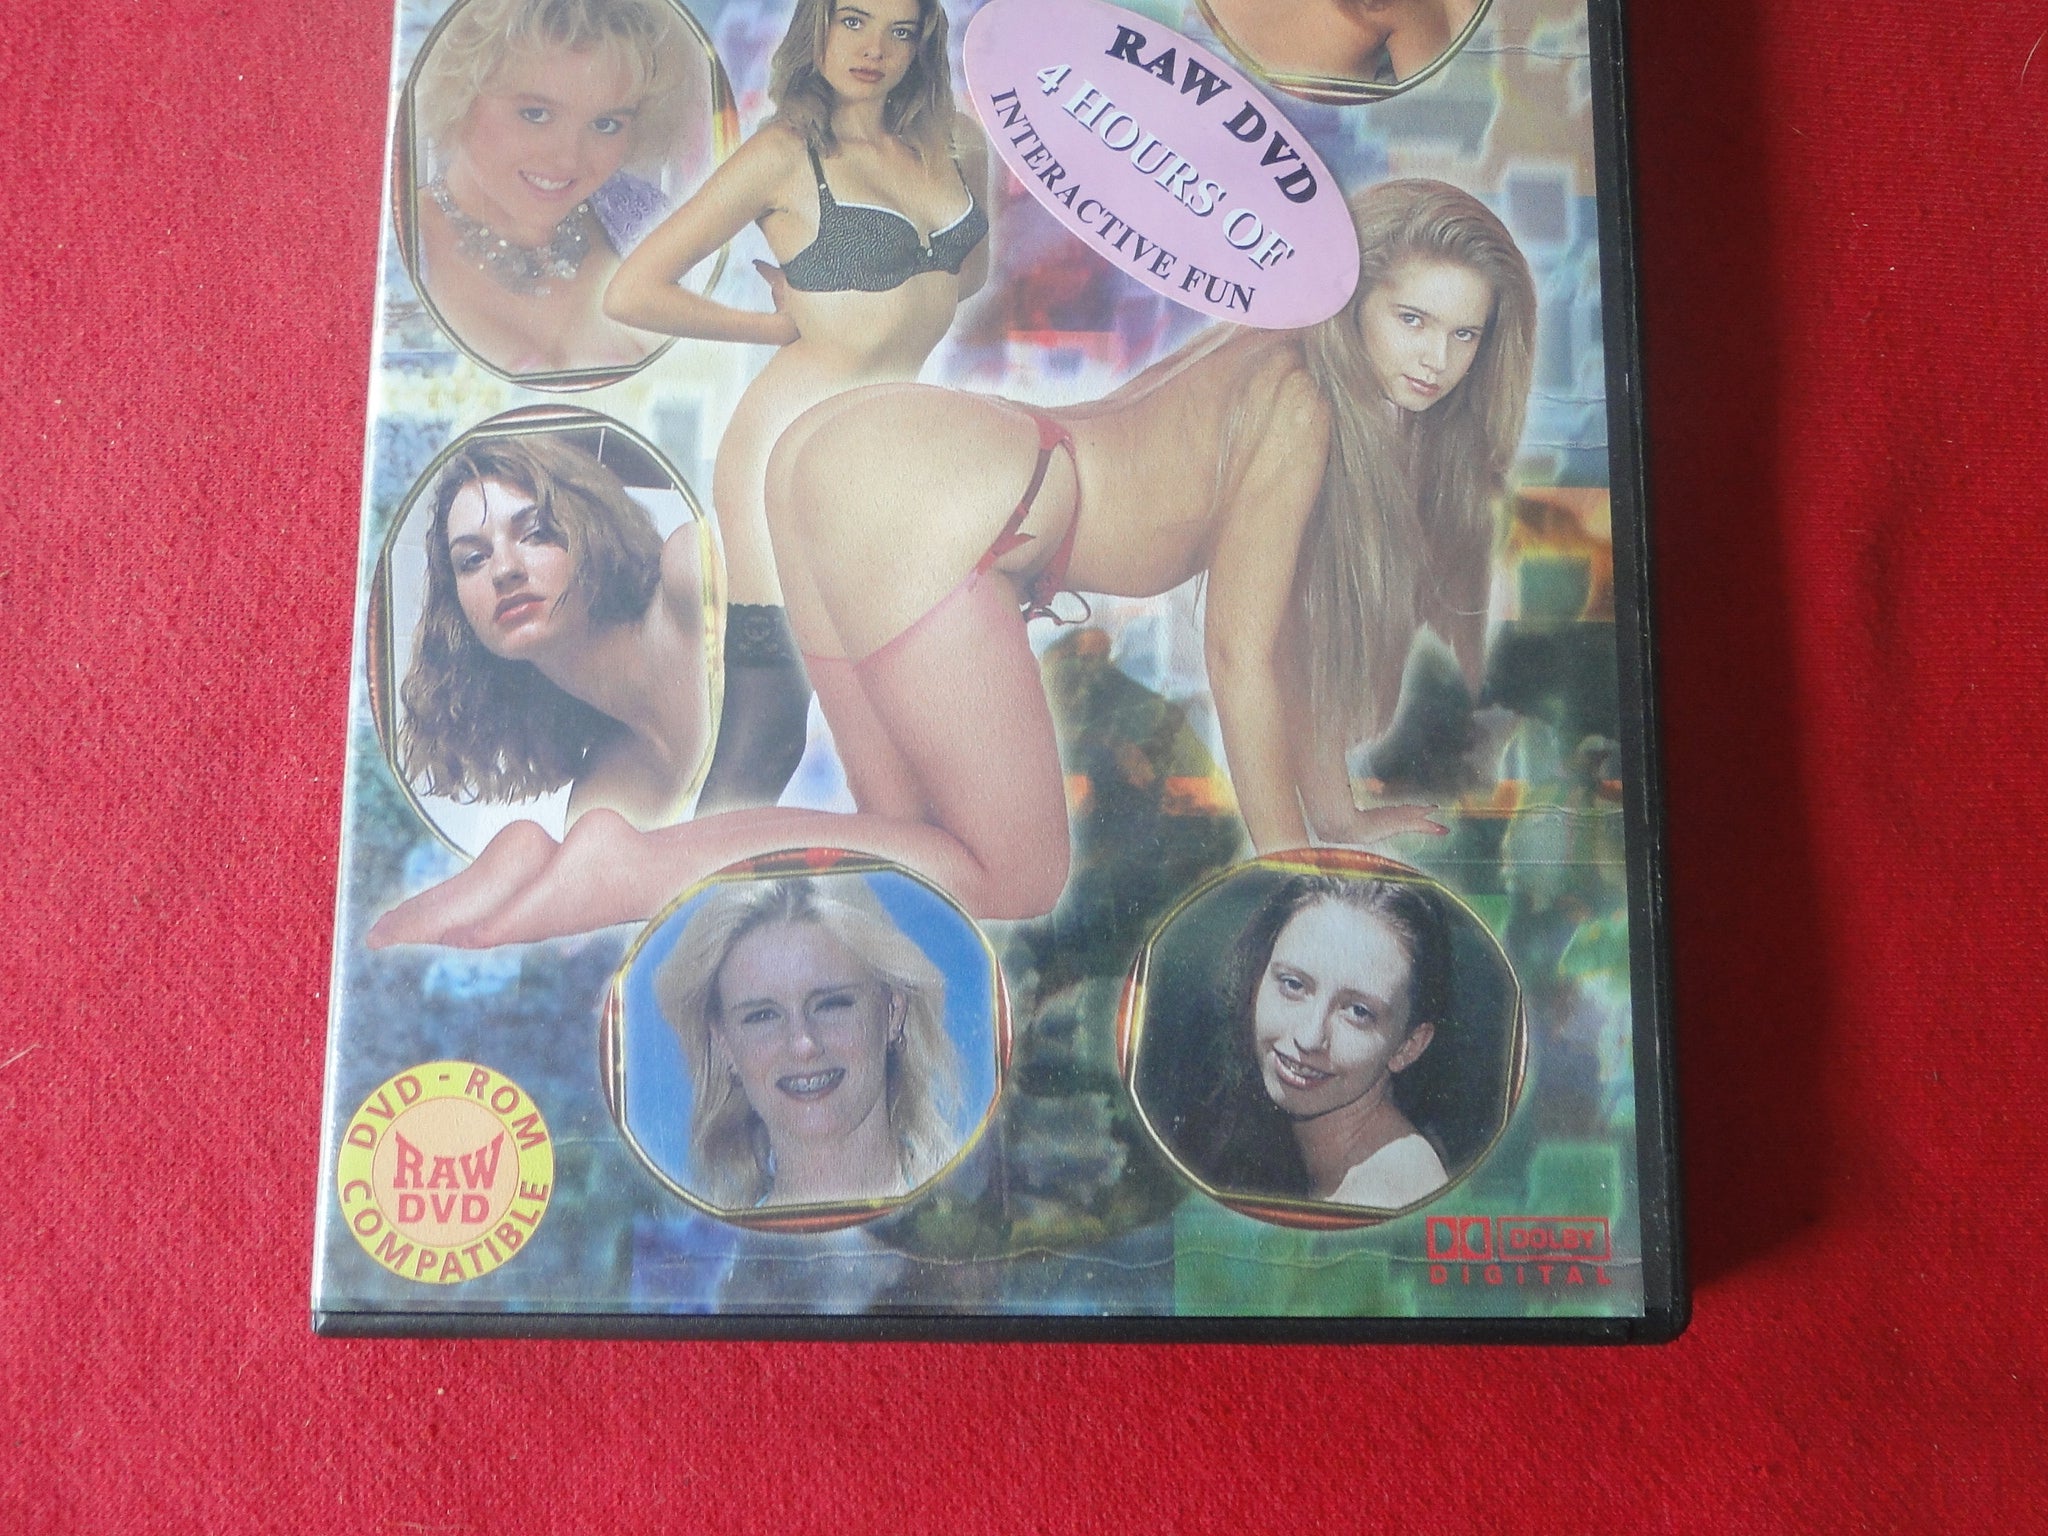 RAW DVD
4 HOURS OF
INTERACTIVE FUN
DVD - ROM
RAW
DVD
COMPATIBLE
DOLBY
DIGITAL